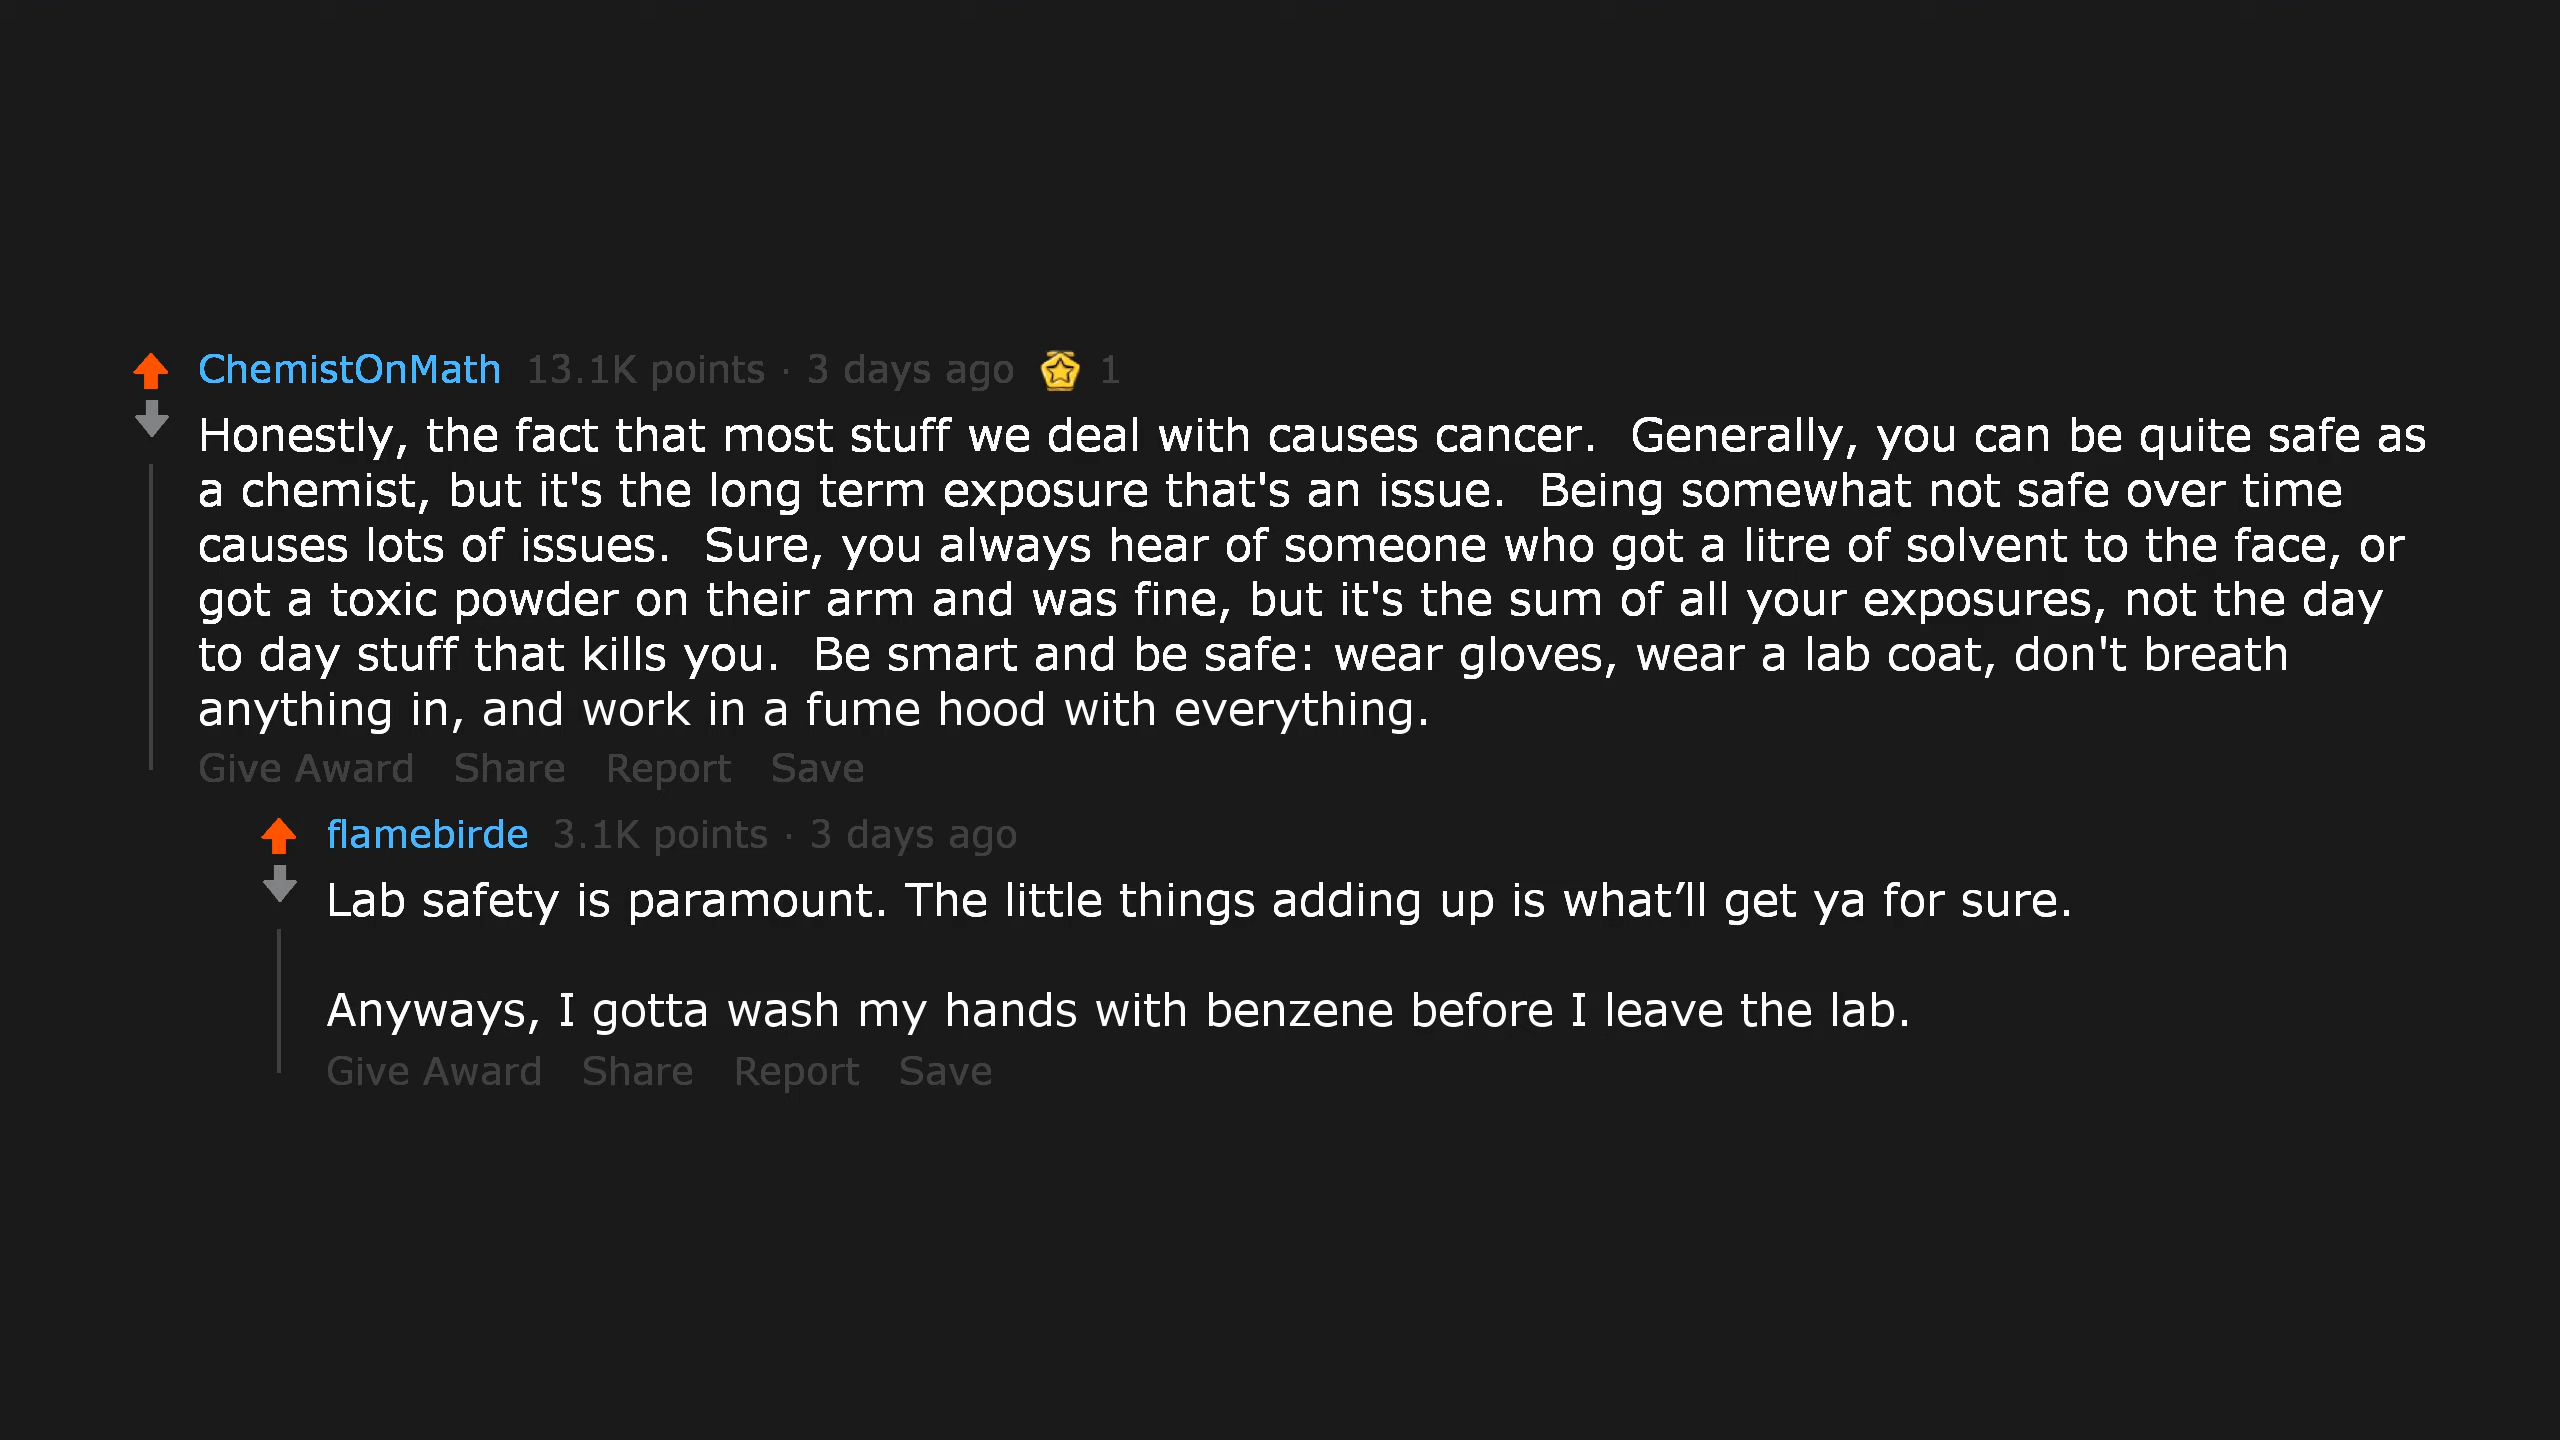 ChemistOnMath 13.1K points · 3 days ago 1
Honestly, the fact that most stuff we deal with causes cancer.  Generally, you can be quite safe as
a chemist, but it's the long term exposure that's an issue.  Being somewhat not safe over time
causes lots of issues.  Sure, you always hear of someone who got a litre of solvent to the face, or
got a toxic powder on their arm and was fine, but it's the sum of all your exposures, not the day
to day stuff that kills you.  Be smart and be safe: wear gloves, wear a lab coat, don't breath
anything in, and work in a fume hood with everything.
Give Award Share Report Save
flamebirde 3.1K points · 3 days ago
Lab safety is paramount. The little things adding up is what’ll get ya for sure.
Anyways, I gotta wash my hands with benzene before I leave the lab.
Give Award Share Report Save